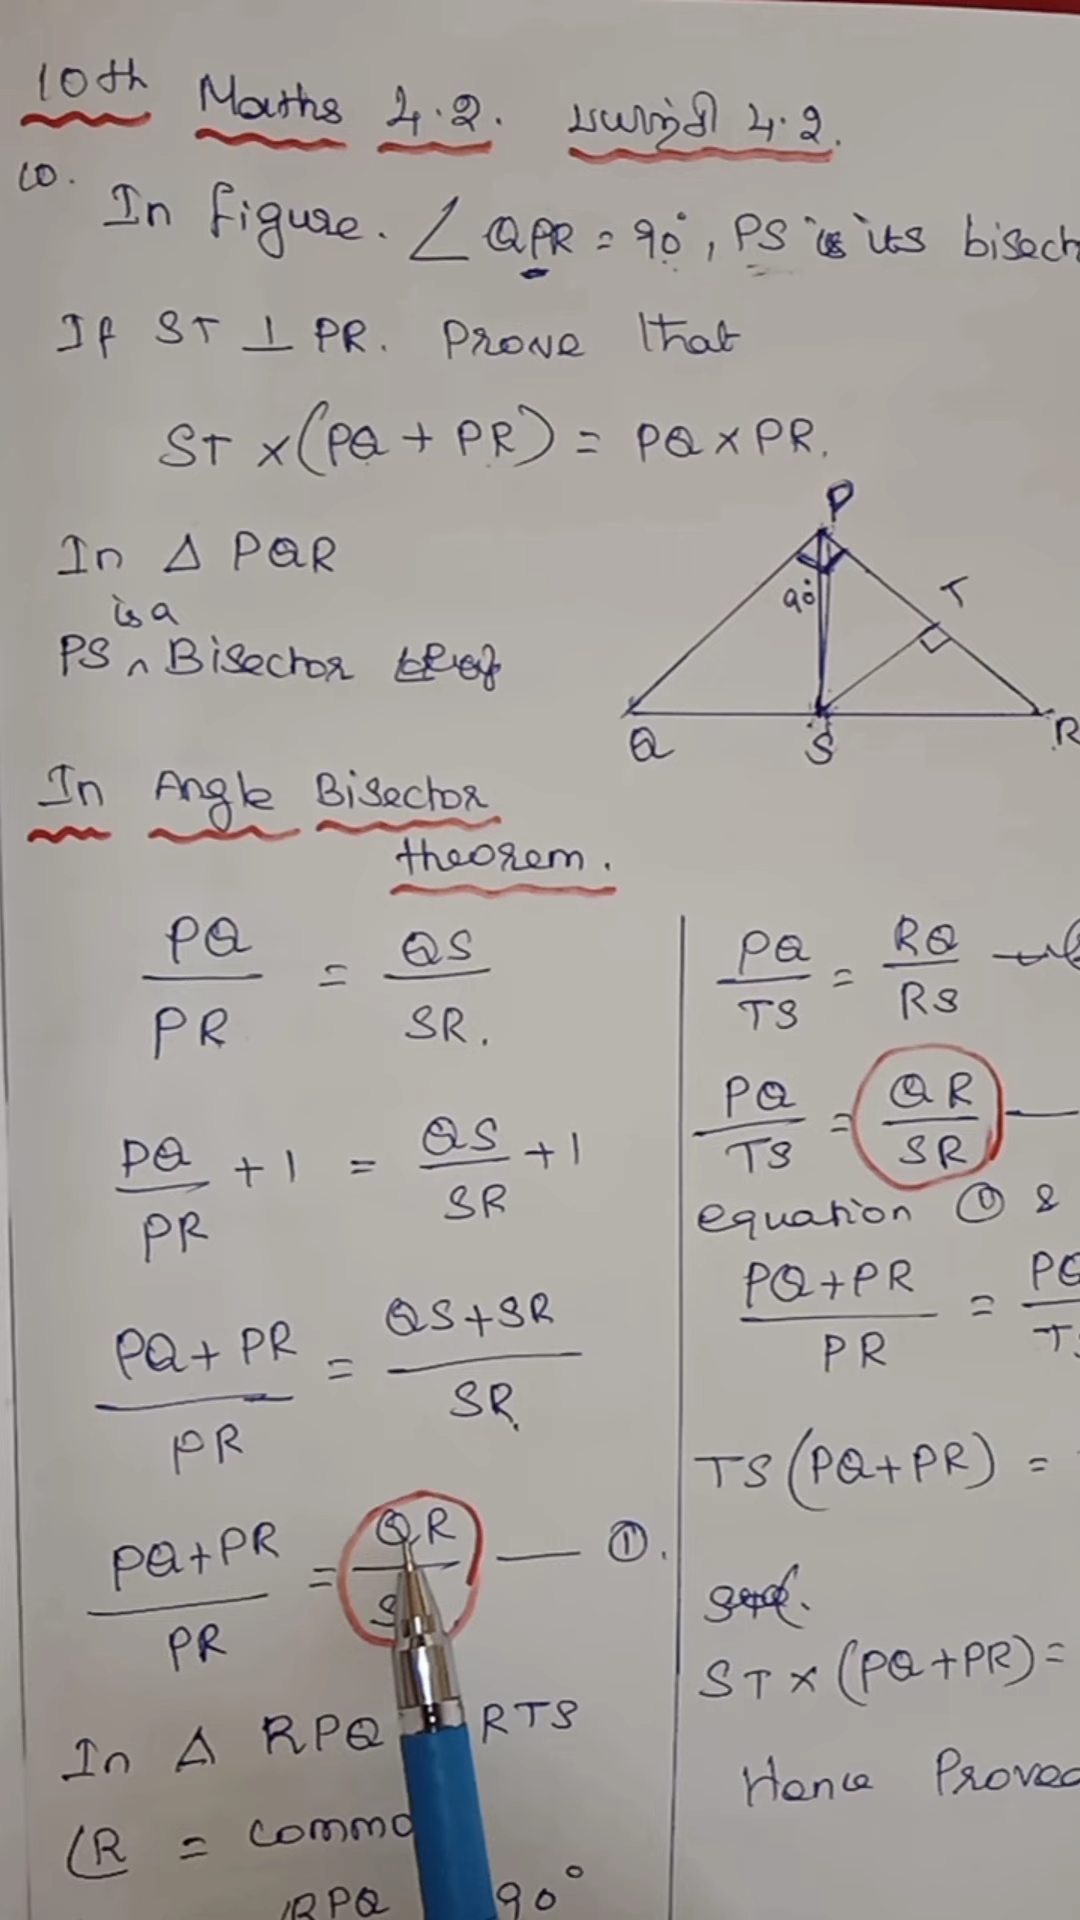 10th Maths 4.2. பயிற்சி 4.2.
10.
In figure. ∠QPR = 90°, PS is its
If ST ⊥ PR. Prove that
ST × (PQ + PR) = PQ × PR.
In Δ PQR
is a
PS ^ Bisector
P
90°
T
Q
S
R
In Angle Bisector
theorem.
PQ/PR = QS/SR.
PQ/PR + 1 = QS/SR + 1
PQ + PR/PR = QS + SR/SR.
PQ + PR/PR = QR/ — ①.
In Δ RPQ RTS
∠R = 
∠RPQ 90°
PQ/TS = RQ/RS
PQ/TS = QR/SR —
equation ① &
PQ + PR/PR =
TS (PQ + PR) =
ST × (PQ + PR) =
Hence Proved